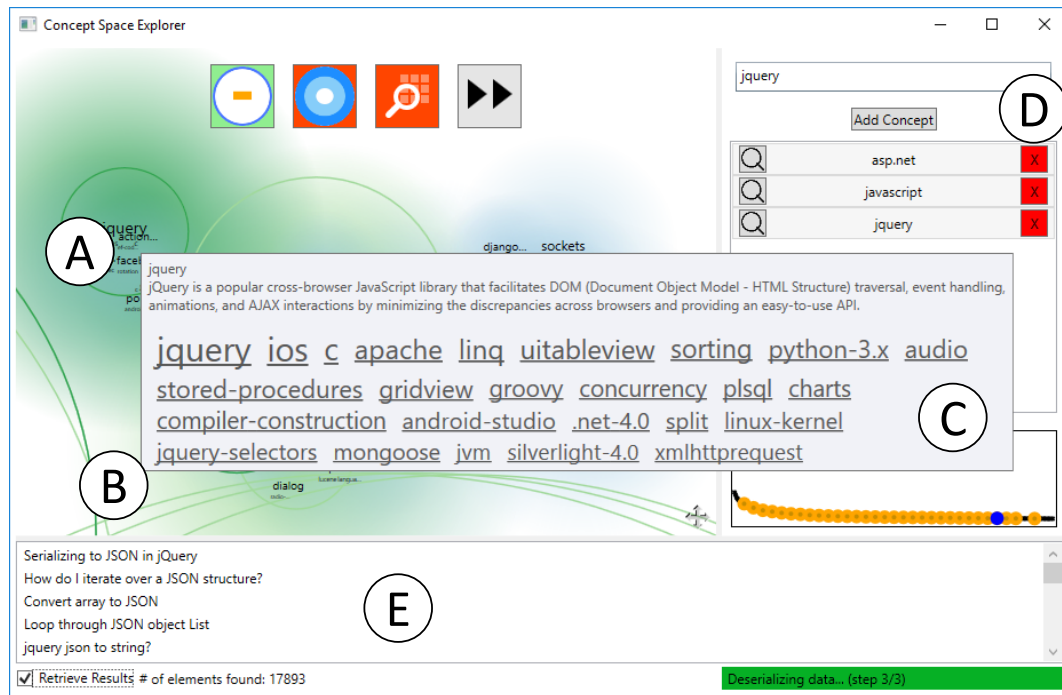 Concept Space Explorer
jquery
D
Add Concept
X asp.net
X javascript
X jquery
jquery
action...
A
django... sockets
jquery
jQuery is a popular cross-browser JavaScript library that facilitates DOM (Document Object Model - HTML Structure) traversal, event handling,
animations, and AJAX interactions by minimizing the discrepancies across browsers and providing an easy-to-use API.
jquery ios c apache linq uitableview sorting python-3.x audio
stored-procedures gridview groovy concurrency plsql charts
compiler-construction android-studio .net-4.0 split linux-kernel
jquery-selectors mongoose jvm silverlight-4.0 xmlhttprequest
C
B
dialog
Serializing to JSON in jQuery
How do I iterate over a JSON structure?
Convert array to JSON
Loop through JSON object List
jquery json to string?
E
Retrieve Results # of elements found: 17893
Deserializing data... (step 3/3)